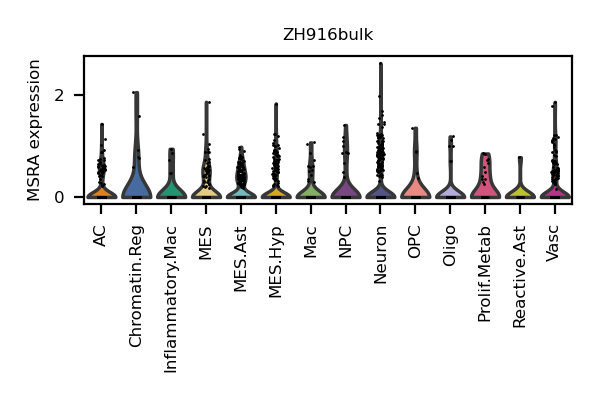 ZH916bulk
MSRA expression
2
0
AC
Chromatin.Reg
Inflammatory.Mac
MES
MES.Ast
MES.Hyp
Mac
NPC
Neuron
OPC
Oligo
Prolif.Metab
Reactive.Ast
Vasc